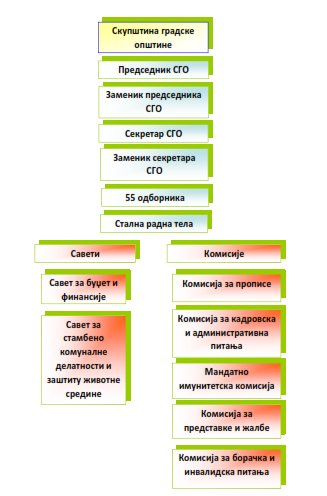 Скупштина градске
општине
Председник СГО
Заменик председника
СГО
Секретар СГО
Заменик секретара
СГО
55 одборника
Стална радна тела
Савети
Савет за буџет и
финансије
Савет за
стамбено
комуналне
делатности и
заштиту животне
средине
Комисије
Комисија за прописе
Комисија за кадровска
и административна
питања
Мандатно
имунитетска комисија
Комисија за
представке и жалбе
Комисија за борачка и
инвалидска питања